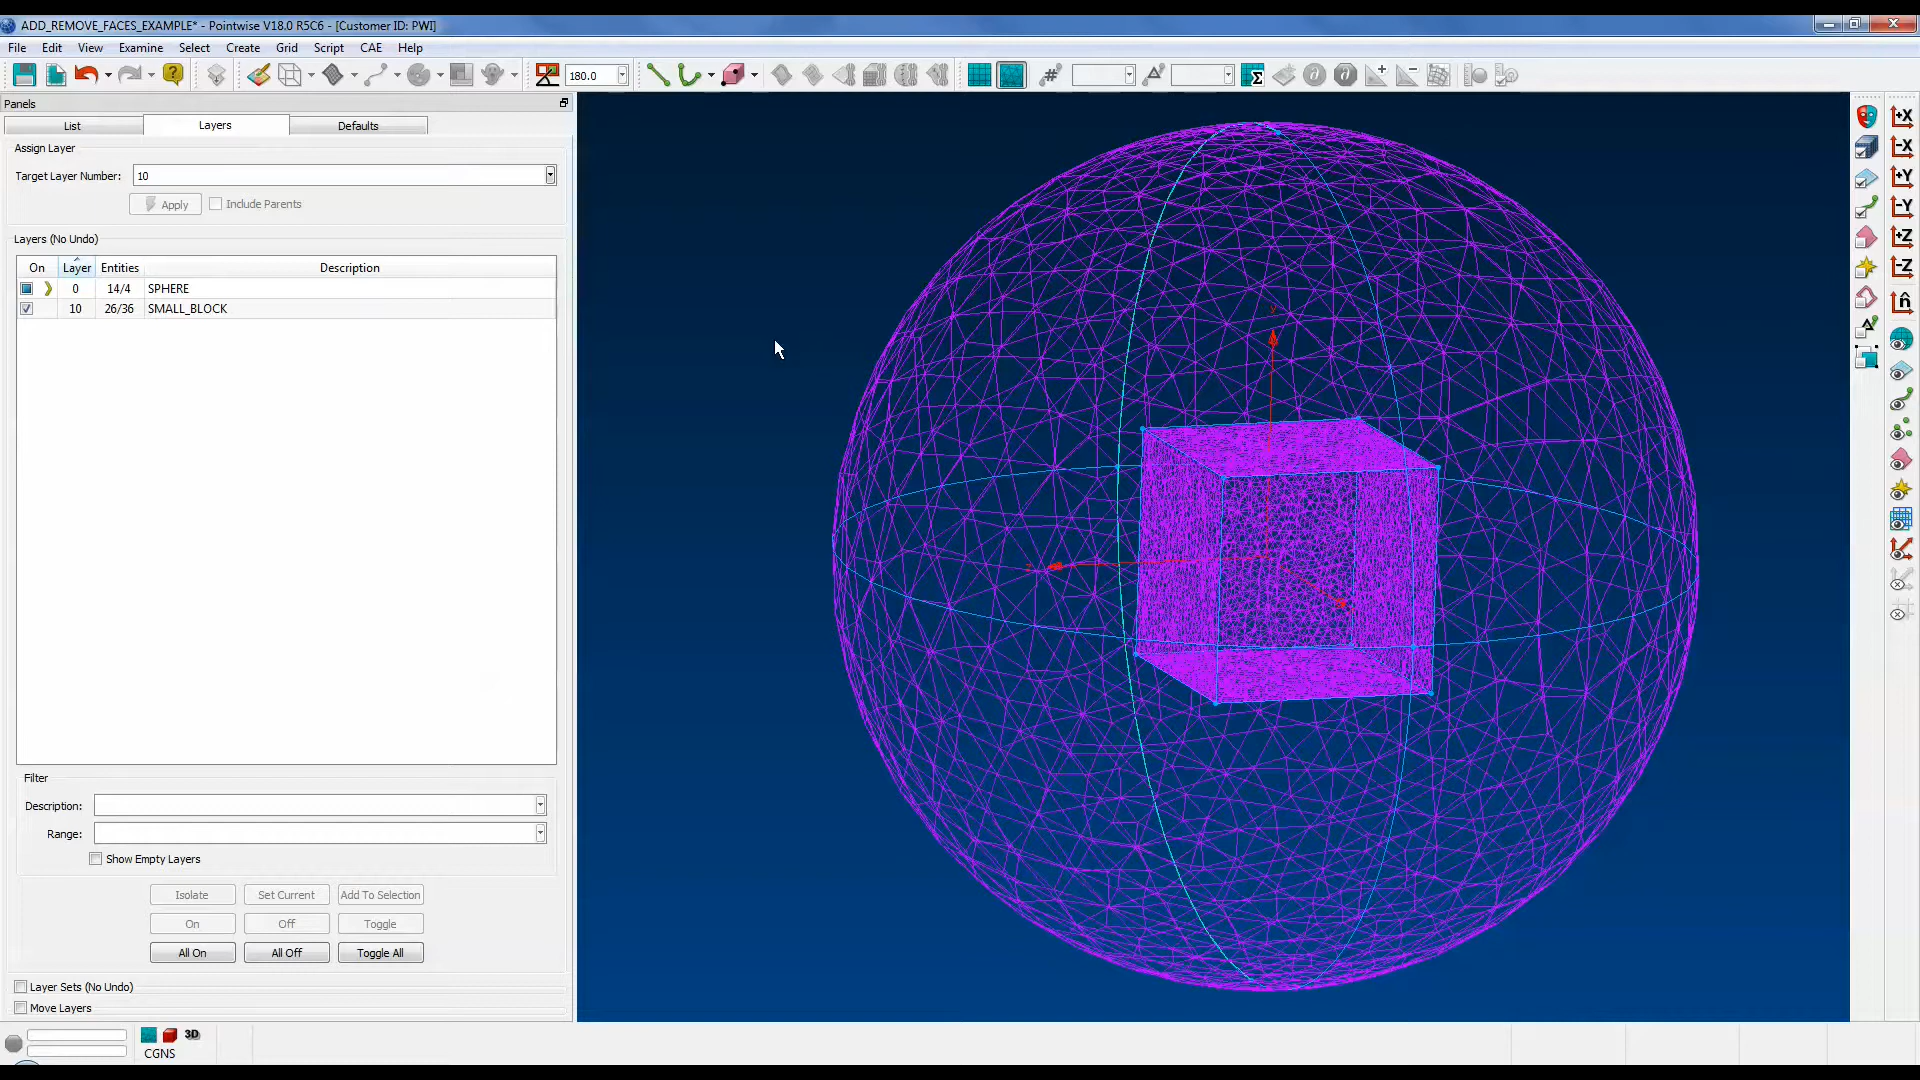 ADD_REMOVE_FACES_EXAMPLE* - Pointwise V18.0 R5C6 - [Customer ID: PWI]
File Edit View Examine Select Create Grid Script CAE Help
180.0
Panels
List Layers Defaults
Assign Layer
Target Layer Number: 10
Apply Include Parents
Layers (No Undo)
On Layer Entities Description
0 14/4 SPHERE
10 26/36 SMALL_BLOCK
Filter
Description:
Range:
Show Empty Layers
Isolate Set Current Add To Selection
On Off Toggle
All On All Off Toggle All
Layer Sets (No Undo)
Move Layers
3D
CGNS
+X
-X
+Y
-Y
+Z
-Z
n̂